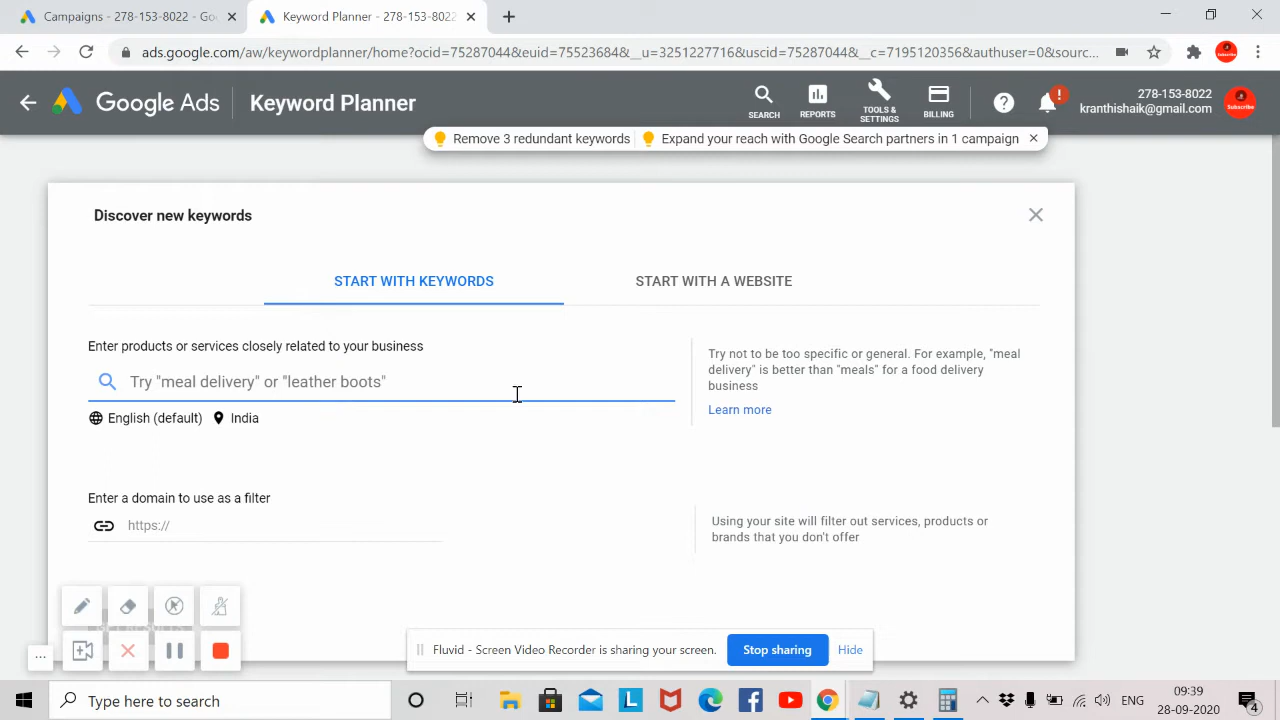 Campaigns - 278-153-8022 - Go
Keyword Planner - 278-153-8022
ads.google.com/aw/keywordplanner/home?ocid=75287044&euid=75523684&__u=3251227716&uscid=75287044&__c=7195120356&authuser=0&sourc...
Google Ads
Keyword Planner
SEARCH
REPORTS
TOOLS & SETTINGS
BILLING
278-153-8022
kranthishaik@gmail.com
Subscribe
Remove 3 redundant keywords
Expand your reach with Google Search partners in 1 campaign
Discover new keywords
START WITH KEYWORDS
START WITH A WEBSITE
Enter products or services closely related to your business
Try "meal delivery" or "leather boots"
English (default)
India
Try not to be too specific or general. For example, "meal
delivery" is better than "meals" for a food delivery
business
Learn more
Enter a domain to use as a filter
https://
Using your site will filter out services, products or
brands that you don't offer
GET RESULTS
Fluvid - Screen Video Recorder is sharing your screen.
Stop sharing
Hide
Type here to search
ENG
09:39
28-09-2020
4